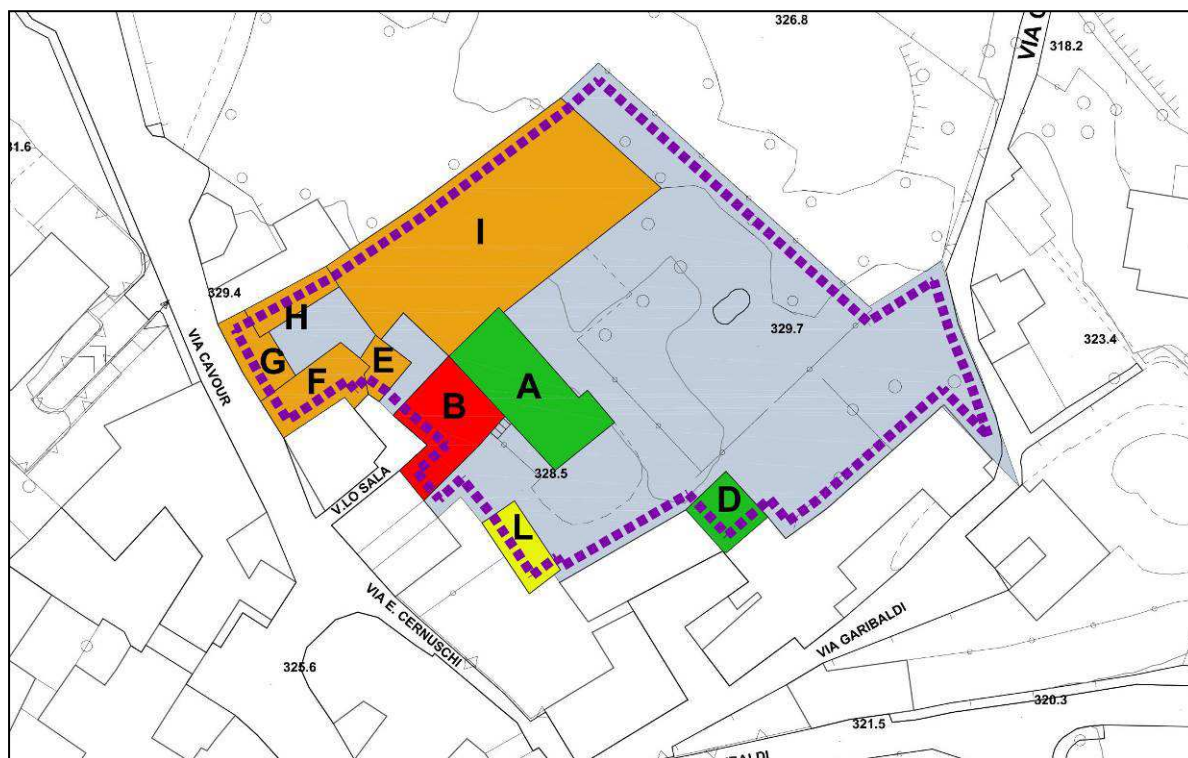 326.8
318.2
VIA G
31.6
I
329.4
H
329.7
323.4
VIA CAVOUR
G
E
F
A
B
328.5
V.LO SALA
D
L
VIA E. CERNUSCHI
VIA GARIBALDI
325.6
320.3
321.5